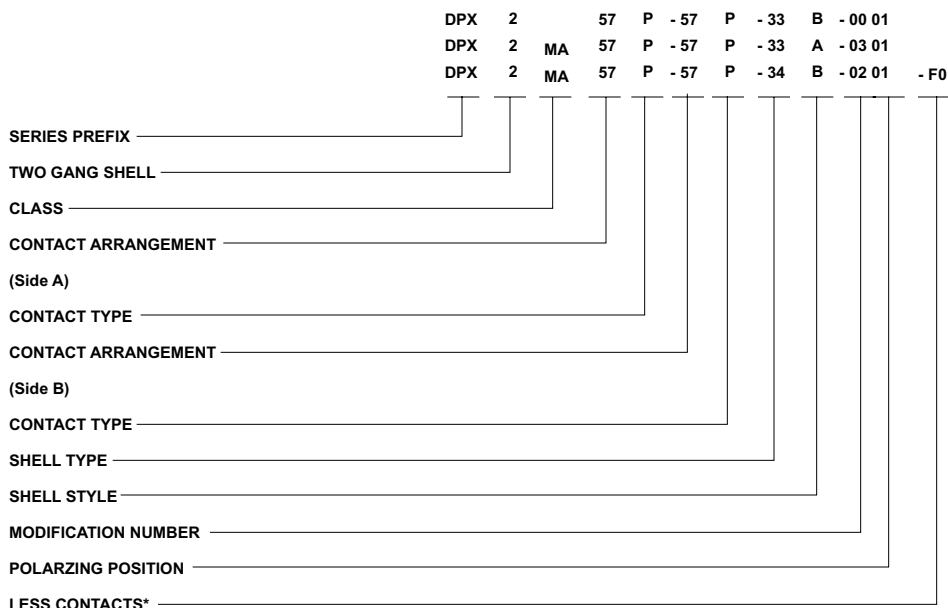 DPX 2 57 P - 57 P - 33 B - 00 01
DPX 2 MA 57 P - 57 P - 33 A - 03 01
DPX 2 MA 57 P - 57 P - 34 B - 02 01 - F0
SERIES PREFIX
TWO GANG SHELL
CLASS
CONTACT ARRANGEMENT
(Side A)
CONTACT TYPE
CONTACT ARRANGEMENT
(Side B)
CONTACT TYPE
SHELL TYPE
SHELL STYLE
MODIFICATION NUMBER
POLARZING POSITION
LESS CONTACTS*